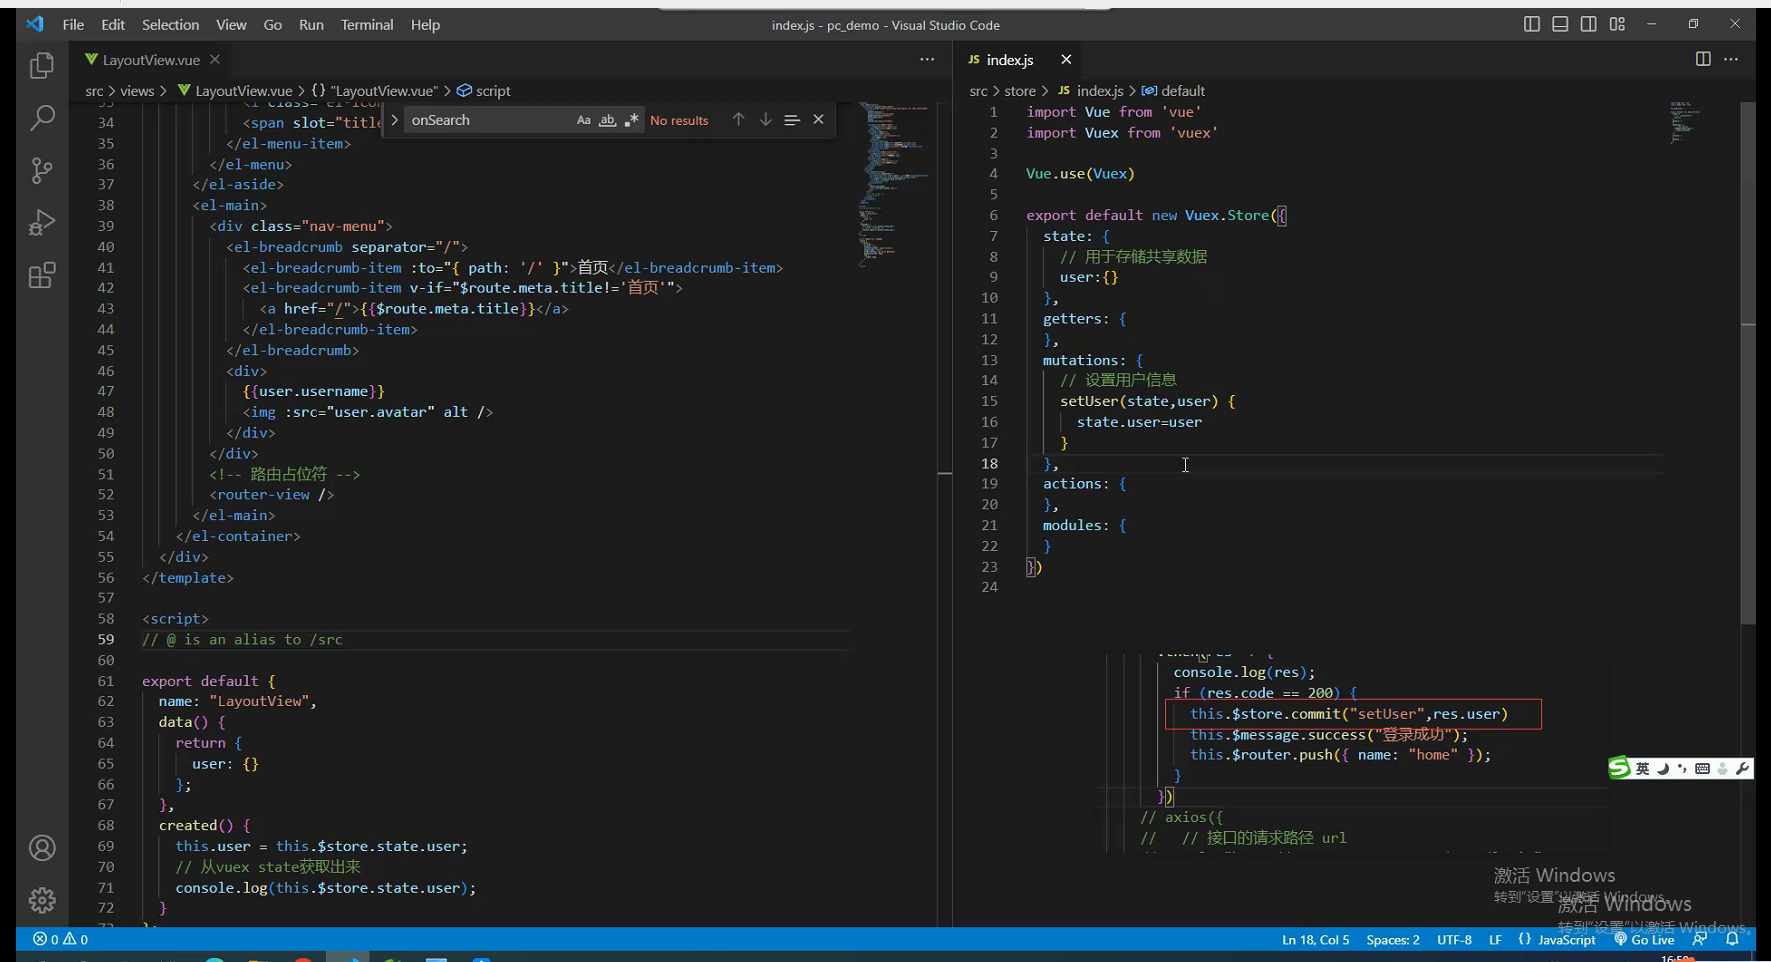 File Edit Selection View Go Run Terminal Help
index.js - pc_demo - Visual Studio Code
LayoutView.vue
src > views > LayoutView.vue > {} "LayoutView.vue" > script
onSearch
Aa ab No results
34 <span slot="title
35 </el-menu-item>
36 </el-menu>
37 </el-aside>
38 <el-main>
39 <div class="nav-menu">
40 <el-breadcrumb separator="/">
41 <el-breadcrumb-item :to="{ path: '/' }">首页</el-breadcrumb-item>
42 <el-breadcrumb-item v-if="$route.meta.title!='首页'">
43 <a href="/">{{$route.meta.title}}</a>
44 </el-breadcrumb-item>
45 </el-breadcrumb>
46 <div>
47 {{user.username}}
48 <img :src="user.avatar" alt />
49 </div>
50 </div>
51 <!-- 路由占位符 -->
52 <router-view />
53 </el-main>
54 </el-container>
55 </div>
56 </template>
57
58 <script>
59 // @ is an alias to /src
60
61 export default {
62 name: "LayoutView",
63 data() {
64 return {
65 user: {}
66 };
67 },
68 created() {
69 this.user = this.$store.state.user;
70 // 从vuex state获取出来
71 console.log(this.$store.state.user);
72 }
JS index.js
src > store > JS index.js > default
1 import Vue from 'vue'
2 import Vuex from 'vuex'
3
4 Vue.use(Vuex)
5
6 export default new Vuex.Store({
7 state: {
8 // 用于存储共享数据
9 user:{}
10 },
11 getters: {
12 },
13 mutations: {
14 // 设置用户信息
15 setUser(state,user) {
16 state.user=user
17 }
18 },
19 actions: {
20 },
21 modules: {
22 }
23 })
24
console.log(res);
if (res.code == 200) {
this.$store.commit("setUser",res.user)
this.$message.success("登录成功");
this.$router.push({ name: "home" });
}
})
// axios({
// // 接口的请求路径 url
英
激活 Windows
转到"设置"以激活 Windows。
激活 Windows
转到"设置"以激活 Windows。
0 0 Ln 18, Col 5 Spaces: 2 UTF-8 LF {} JavaScript Go Live